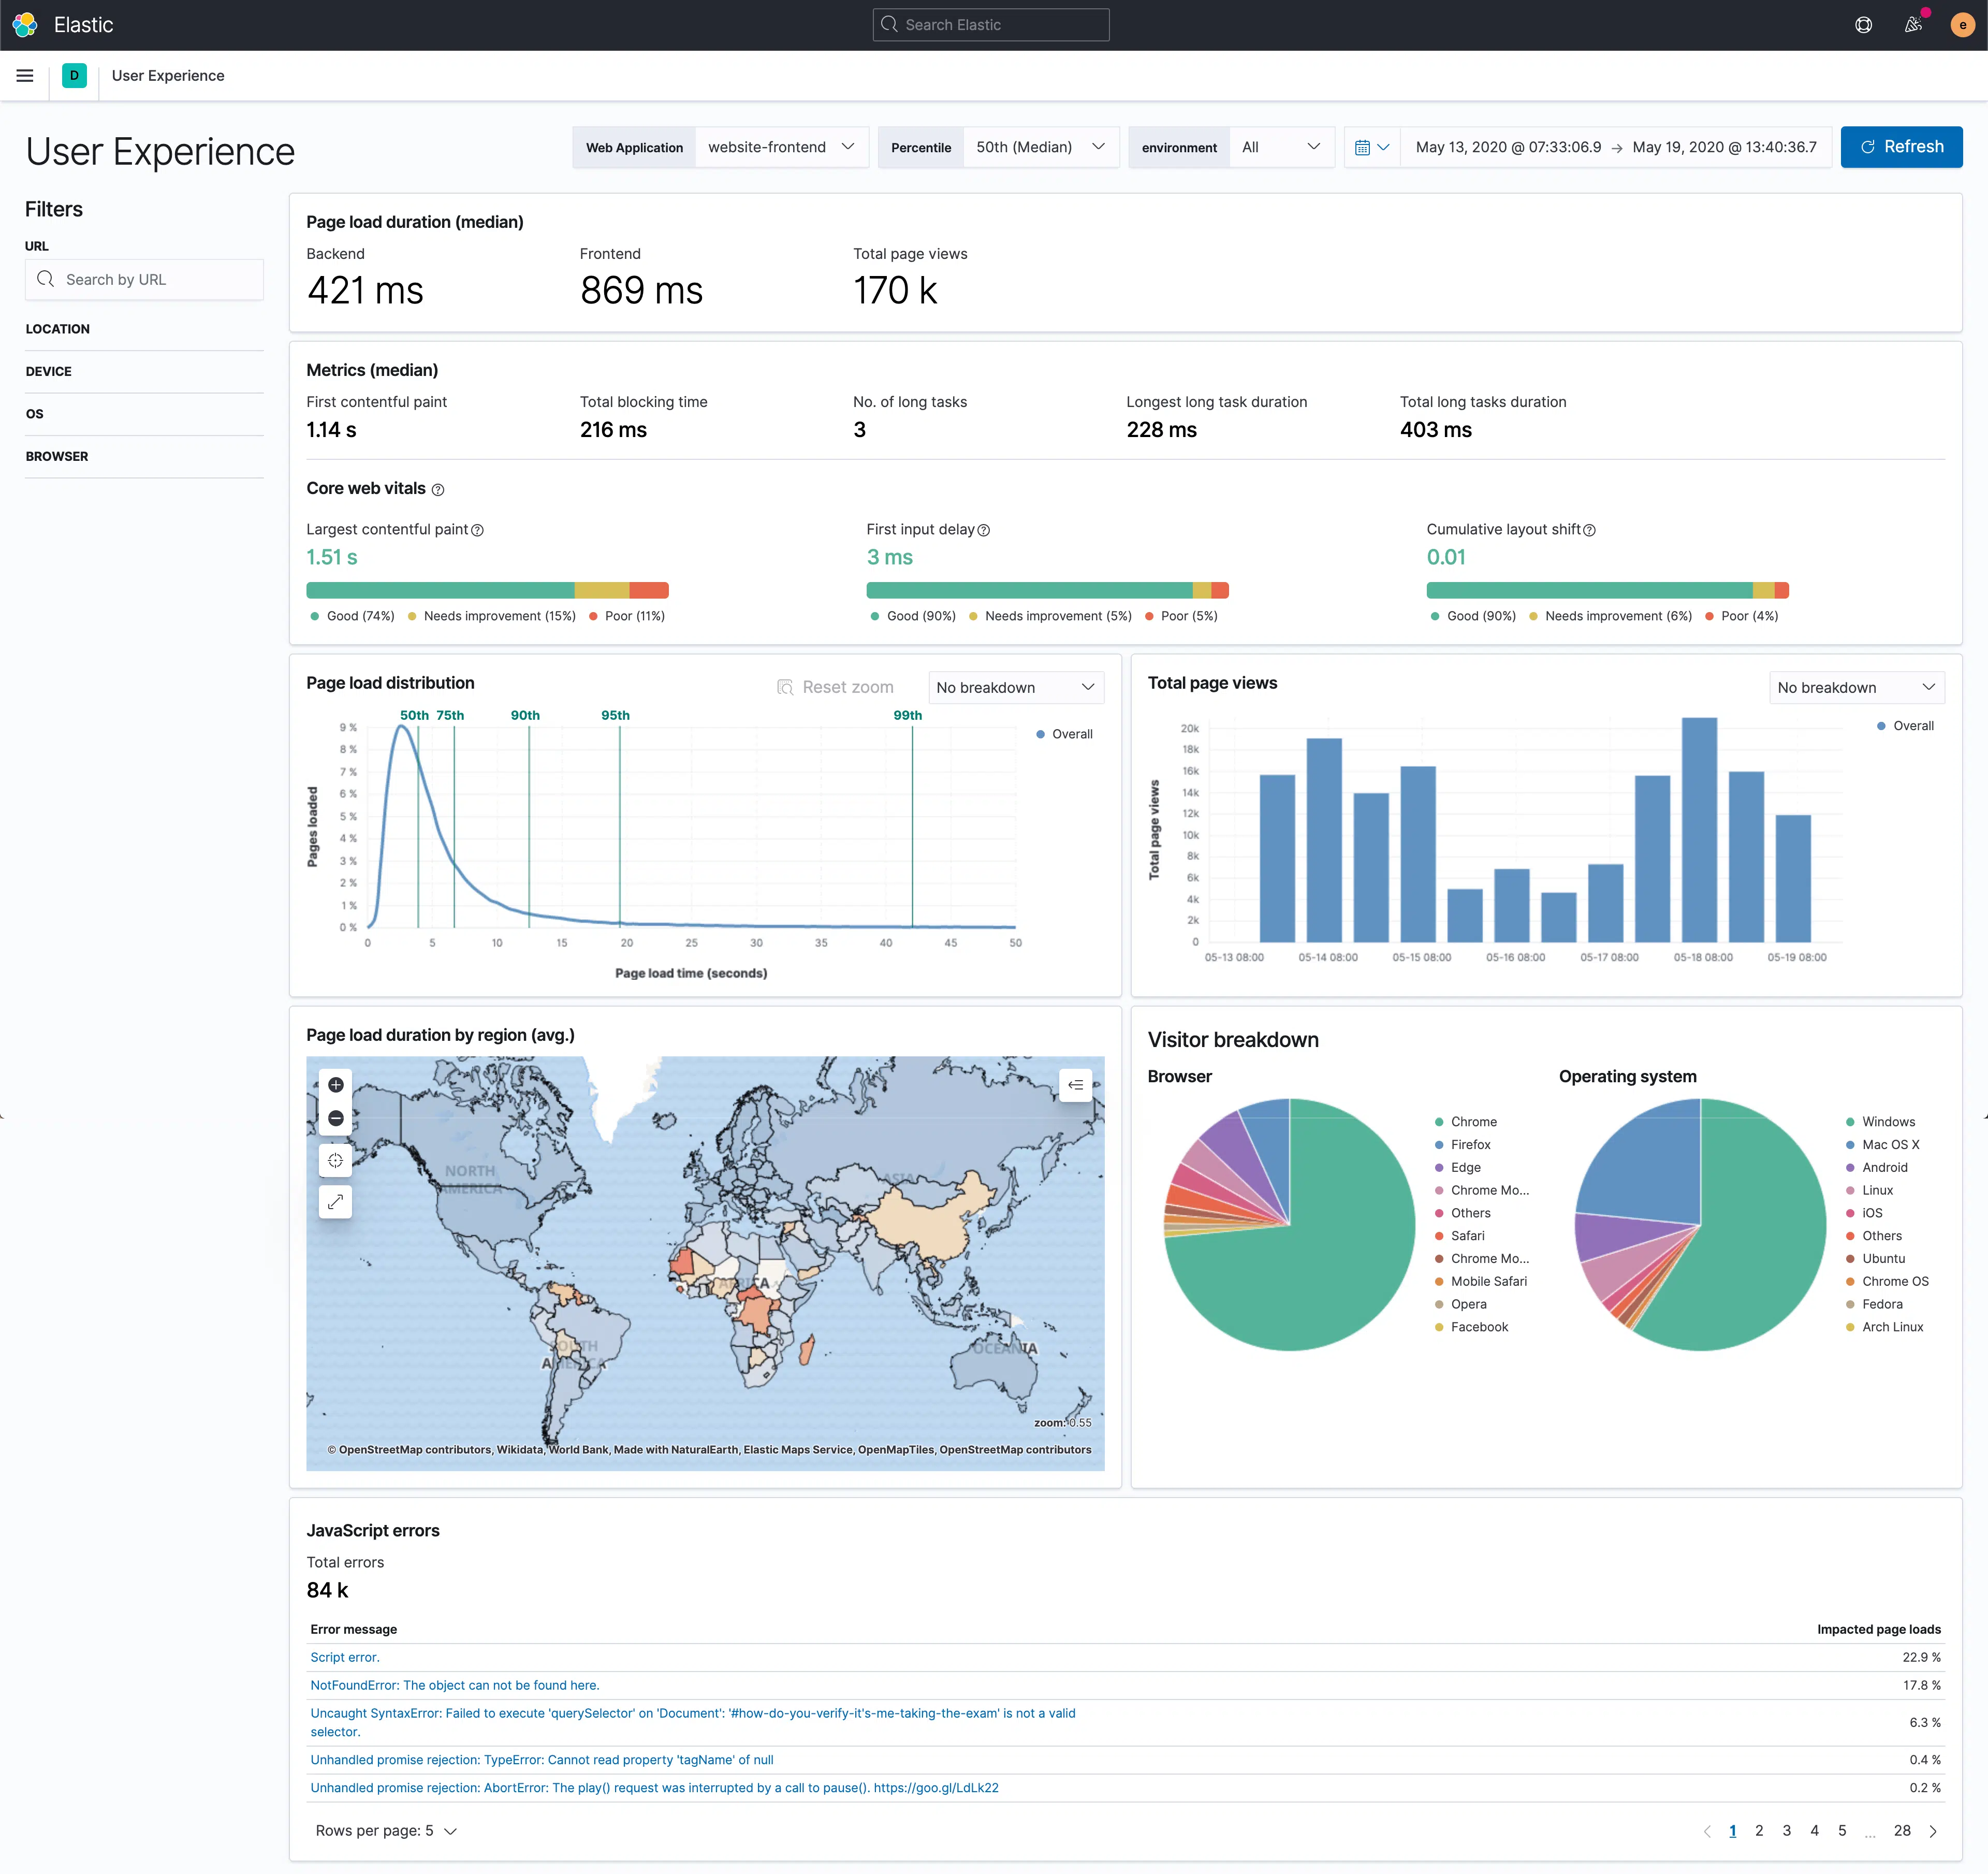 Elastic
Search Elastic
e
D
User Experience
User Experience
Web Application
website-frontend
Percentile
50th (Median)
environment
All
May 13, 2020 @ 07:33:06.9 → May 19, 2020 @ 13:40:36.7
Refresh
Filters
URL
Search by URL
LOCATION
DEVICE
OS
BROWSER
Page load duration (median)
Backend
421 ms
Frontend
869 ms
Total page views
170 k
Metrics (median)
First contentful paint
1.14 s
Total blocking time
216 ms
No. of long tasks
3
Longest long task duration
228 ms
Total long tasks duration
403 ms
Core web vitals
Largest contentful paint
1.51 s
Good (74%)
Needs improvement (15%)
Poor (11%)
First input delay
3 ms
Good (90%)
Needs improvement (5%)
Poor (5%)
Cumulative layout shift
0.01
Good (90%)
Needs improvement (6%)
Poor (4%)
Page load distribution
Reset zoom
No breakdown
50th
75th
90th
95th
99th
Overall
9 %
8 %
7 %
6 %
5 %
4 %
3 %
2 %
1 %
0 %
Pages loaded
0
5
10
15
20
25
30
35
40
45
50
Page load time (seconds)
Total page views
No breakdown
Overall
20k
18k
16k
14k
12k
10k
8k
6k
4k
2k
0
Total page views
05-13 08:00
05-14 08:00
05-15 08:00
05-16 08:00
05-17 08:00
05-18 08:00
05-19 08:00
Page load duration by region (avg.)
NORTH
AMERICA
ASIA
AFRICA
SOUTH
AMERICA
OCEANIA
zoom: 0.55
© OpenStreetMap contributors, Wikidata, World Bank, Made with NaturalEarth, Elastic Maps Service, OpenMapTiles, OpenStreetMap contributors
Visitor breakdown
Browser
Chrome
Firefox
Edge
Chrome Mo...
Others
Safari
Chrome Mo...
Mobile Safari
Opera
Facebook
Operating system
Windows
Mac OS X
Android
Linux
iOS
Others
Ubuntu
Chrome OS
Fedora
Arch Linux
JavaScript errors
Total errors
84 k
Error message
Impacted page loads
Script error.
22.9 %
NotFoundError: The object can not be found here.
17.8 %
Uncaught SyntaxError: Failed to execute 'querySelector' on 'Document': '#how-do-you-verify-it's-me-taking-the-exam' is not a valid
selector.
6.3 %
Unhandled promise rejection: TypeError: Cannot read property 'tagName' of null
0.4 %
Unhandled promise rejection: AbortError: The play() request was interrupted by a call to pause(). https://goo.gl/LdLk22
0.2 %
Rows per page: 5
1 2 3 4 5 ... 28